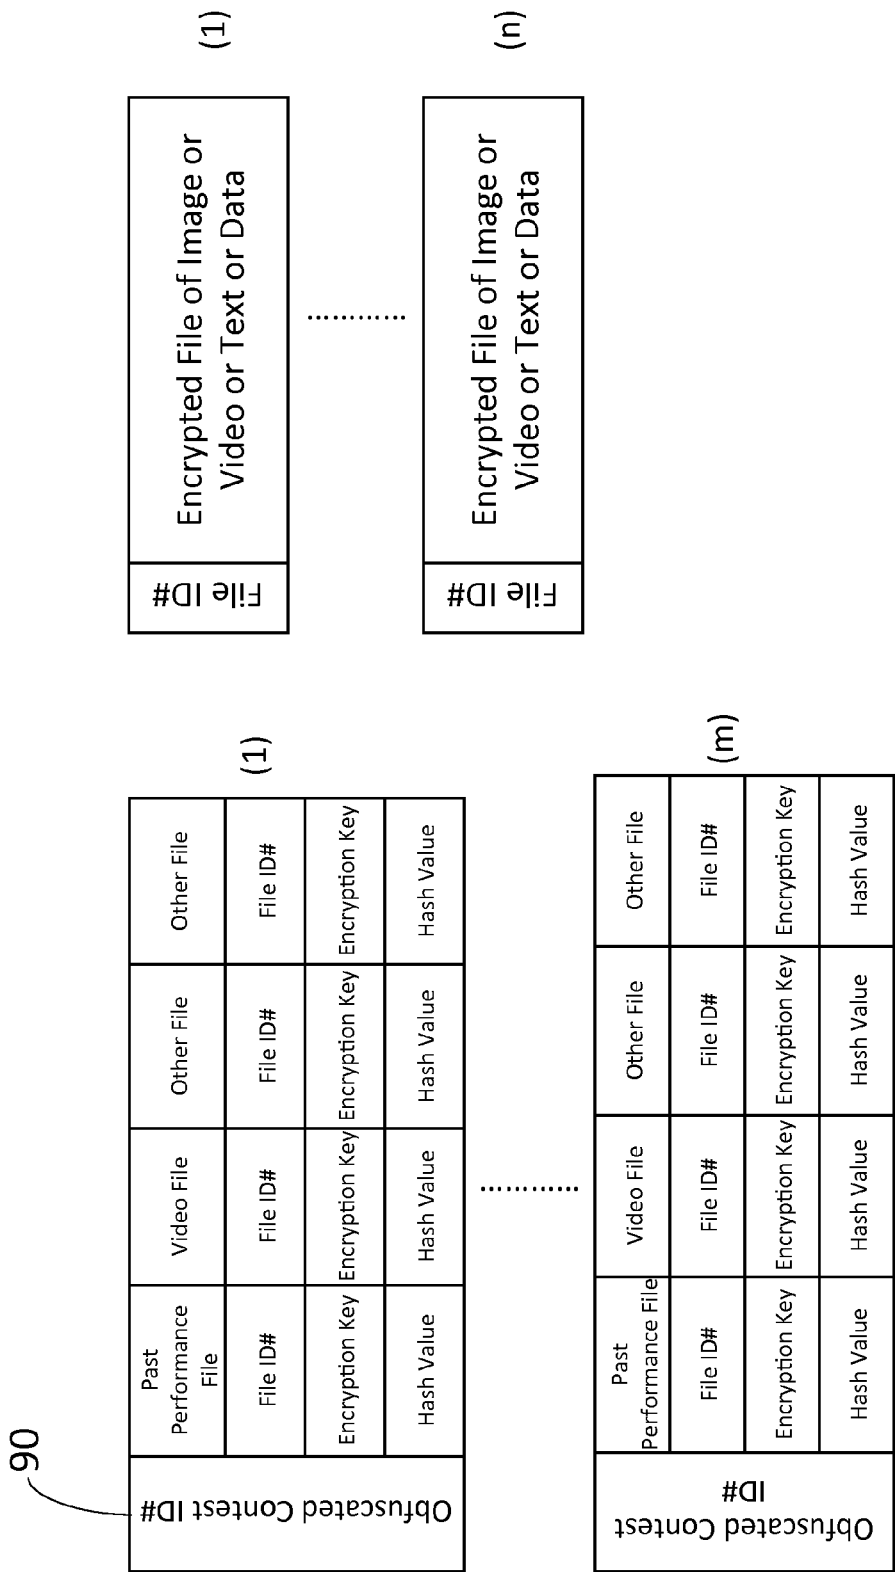 90
Obfuscated Contest ID#
Past
Performance
File
Video File
Other File
Other File
File ID#
File ID#
File ID#
File ID#
Encryption Key
Encryption Key
Encryption Key
Encryption Key
Hash Value
Hash Value
Hash Value
Hash Value
(1)
............
Obfuscated Contest
ID#
Past
Performance File
Video File
Other File
Other File
File ID#
File ID#
File ID#
File ID#
Encryption Key
Encryption Key
Encryption Key
Encryption Key
Hash Value
Hash Value
Hash Value
Hash Value
(m)
File ID#
Encrypted File of Image or
Video or Text or Data
(1)
............
File ID#
Encrypted File of Image or
Video or Text or Data
(n)